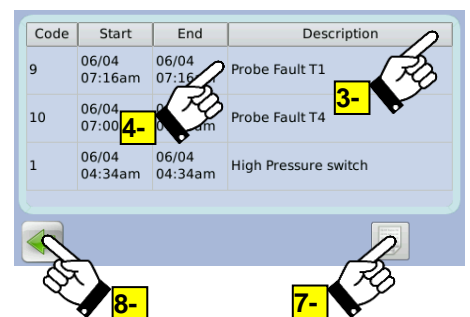 Code Start End Description
9 06/04 07:16am 06/04 07:16 Probe Fault T1
3-
10 06/04 07:00 am Probe Fault T4
4-
1 06/04 04:34am 06/04 04:34am High Pressure switch
8- 7-